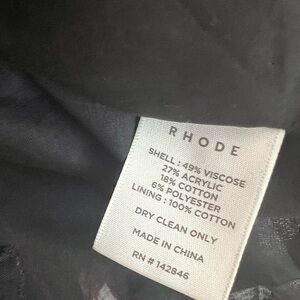 RHODE
SHELL : 49% VISCOSE
27% ACRYLIC
18% COTTON
6% POLYESTER
LINING : 100% COTTON
DRY CLEAN ONLY
MADE IN CHINA
RN # 142846